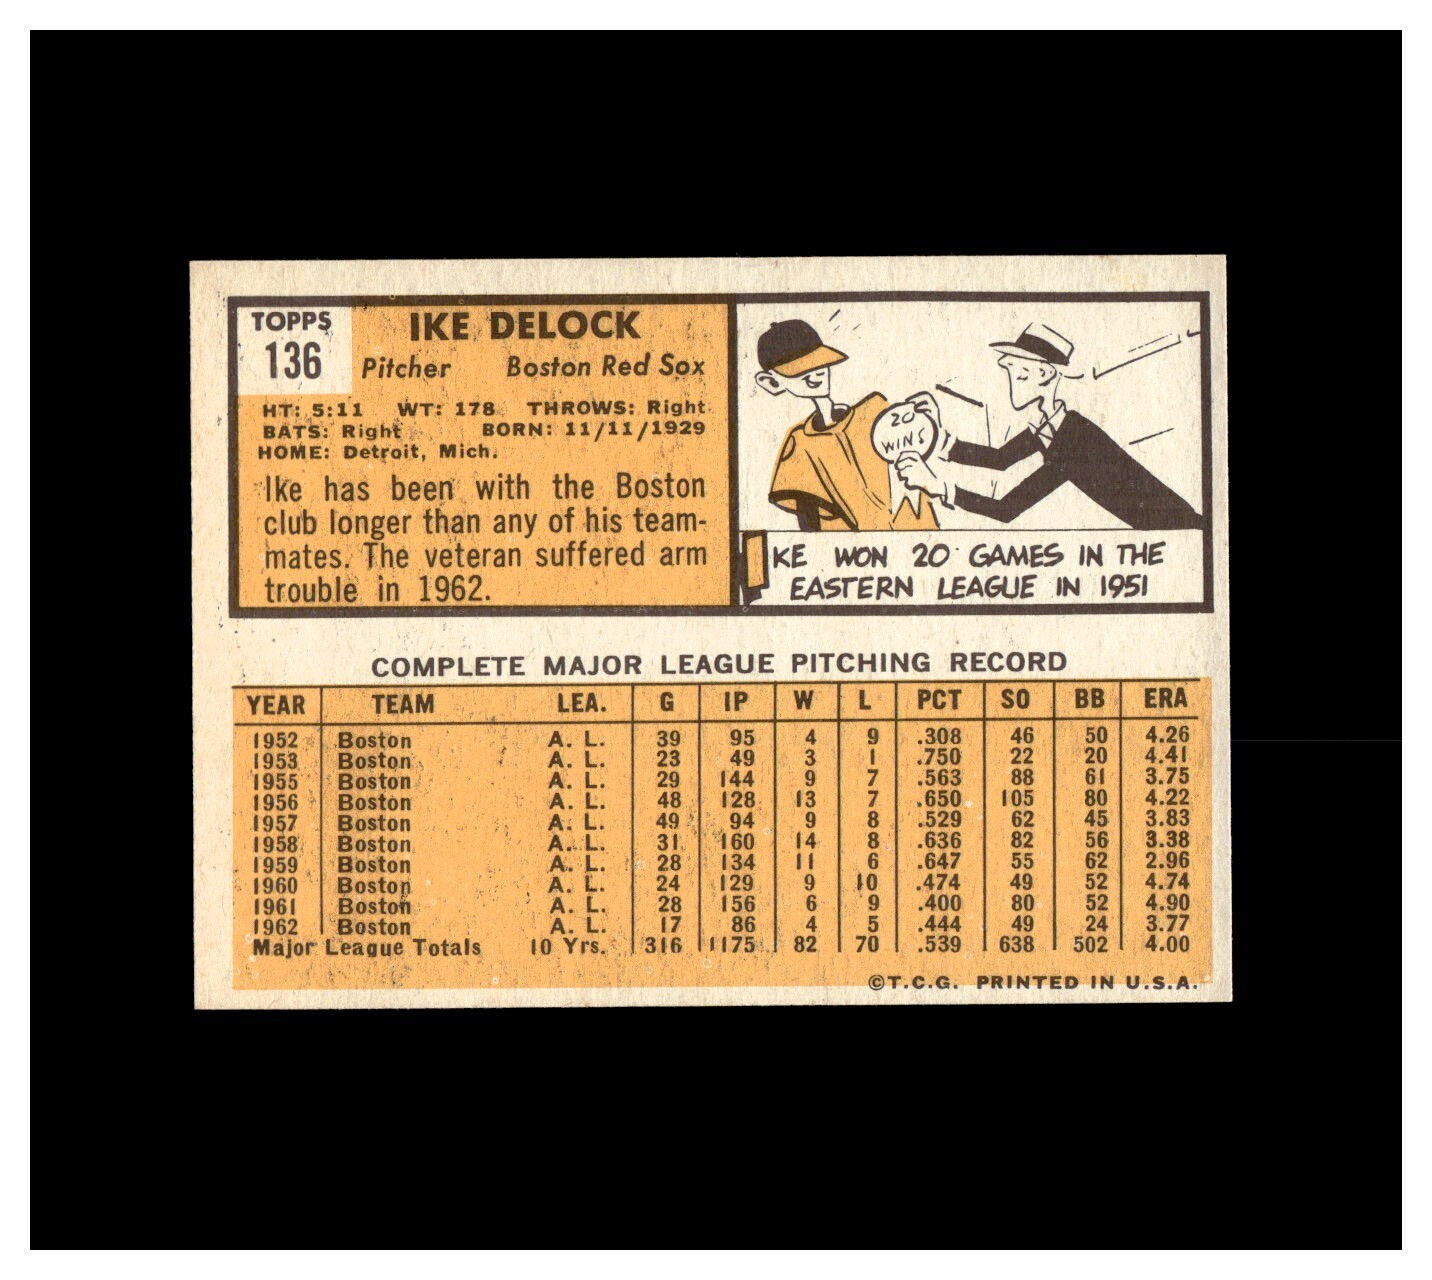 TOPPS
136
IKE DELOCK
Pitcher Boston Red Sox
HT: 5:11 WT: 178 THROWS: Right
BATS: Right BORN: 11/11/1929
HOME: Detroit, Mich.
Ike has been with the Boston
club longer than any of his team-
mates. The veteran suffered arm
trouble in 1962.
20
WINS
IKE WON 20 GAMES IN THE
EASTERN LEAGUE IN 1951
COMPLETE MAJOR LEAGUE PITCHING RECORD
YEAR TEAM LEA. G IP W L PCT SO BB ERA
1952 Boston A. L. 39 95 4 9 .308 46 50 4.26
1953 Boston A. L. 23 49 3 1 .750 22 20 4.41
1955 Boston A. L. 29 144 9 7 .563 88 61 3.75
1956 Boston A. L. 48 128 13 7 .650 105 80 4.22
1957 Boston A. L. 49 94 9 8 .529 62 45 3.83
1958 Boston A. L. 31 160 14 8 .636 82 56 3.38
1959 Boston A. L. 28 134 11 6 .647 55 62 2.96
1960 Boston A. L. 24 129 9 10 .474 49 52 4.74
1961 Boston A. L. 28 156 6 9 .400 80 52 4.90
1962 Boston A. L. 17 86 4 5 .444 49 24 3.77
Major League Totals 10 Yrs. 316 1175 82 70 .539 638 502 4.00
©T.C.G. PRINTED IN U.S.A.